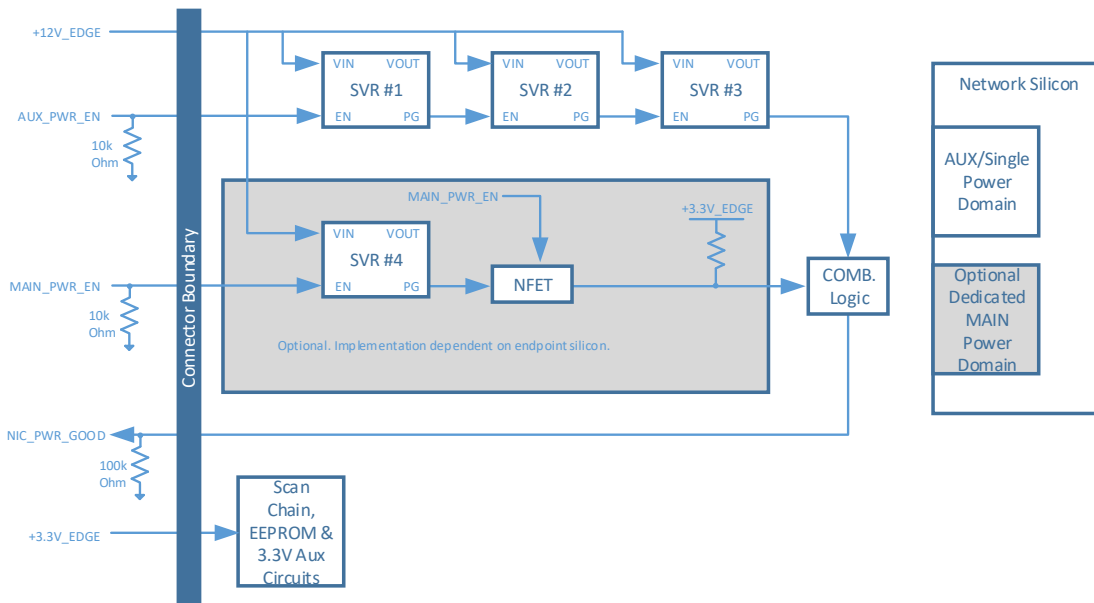 +12V_EDGE
VIN VOUT
SVR #1
EN PG
VIN VOUT
SVR #2
EN PG
VIN VOUT
SVR #3
EN PG
AUX_PWR_EN
10k
Ohm
Network Silicon
AUX/Single
Power
Domain
Optional
Dedicated
MAIN
Power
Domain
MAIN_PWR_EN
+3.3V_EDGE
VIN VOUT
SVR #4
EN PG
NFET
COMB.
Logic
MAIN_PWR_EN
10k
Ohm
Optional. Implementation dependent on endpoint silicon.
Connector Boundary
NIC_PWR_GOOD
100k
Ohm
+3.3V_EDGE
Scan
Chain,
EEPROM &
3.3V Aux
Circuits